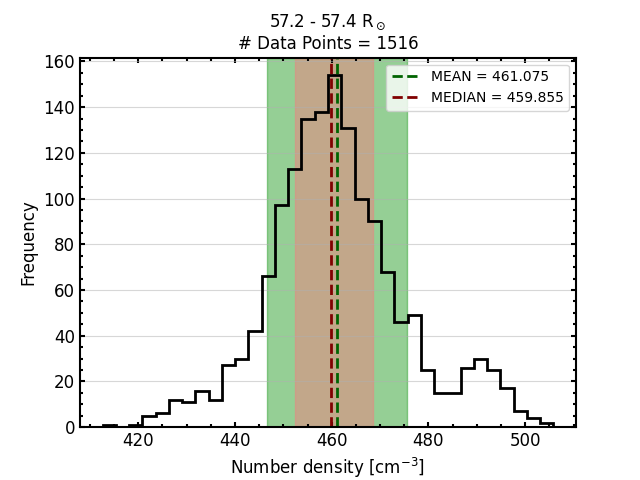 57.2 - 57.4 R⊙
# Data Points = 1516
160
140
120
100
80
60
40
20
0
Frequency
MEAN = 461.075
MEDIAN = 459.855
420 440 460 480 500
Number density [cm⁻³]